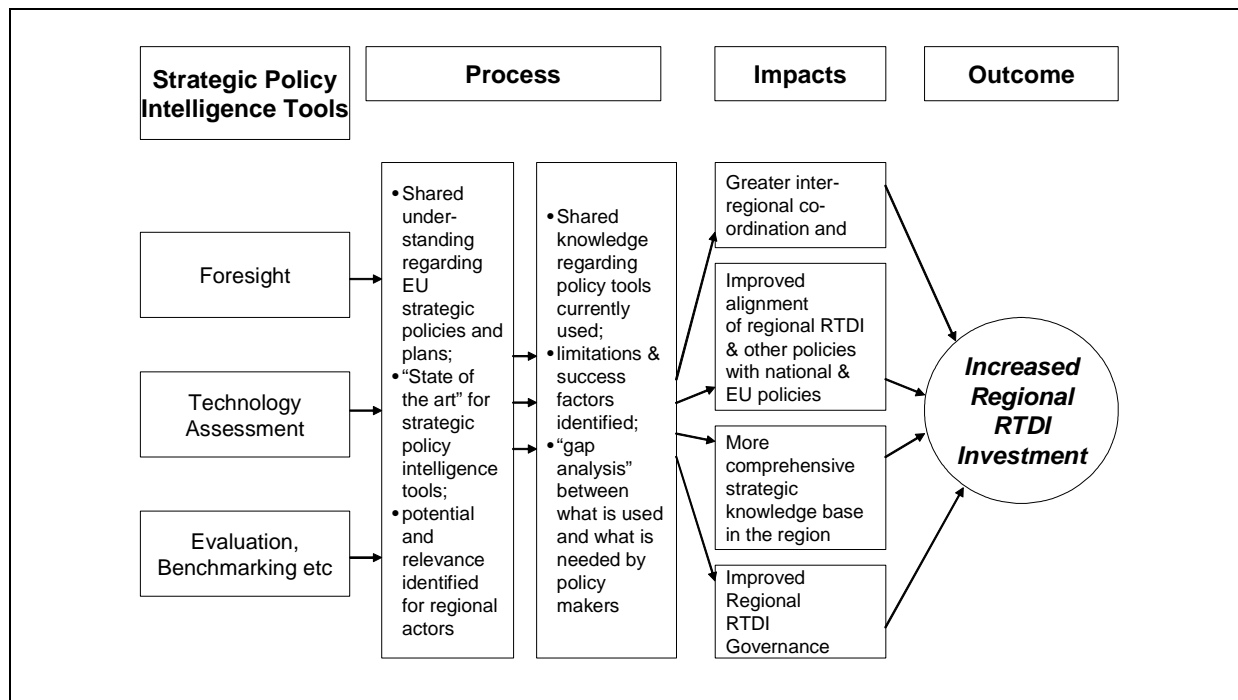 Strategic Policy
Intelligence Tools
Process
Impacts
Outcome
Foresight
Technology
Assessment
Evaluation,
Benchmarking etc
•Shared
under-
standing
regarding
EU
strategic
policies and
plans;
•“State of
the art” for
strategic
policy
intelligence
tools;
•potential
and
relevance
identified
for regional
actors
•Shared
knowledge
regarding
policy tools
currently
used;
•limitations &
success
factors
identified;
•“gap
analysis”
between
what is used
and what is
needed by
policy
makers
Greater inter-
regional co-
ordination and
Improved
alignment
of regional RTDI
& other policies
with national &
EU policies
More
comprehensive
strategic
knowledge base
in the region
Improved
Regional
RTDI
Governance
Increased
Regional
RTDI
Investment